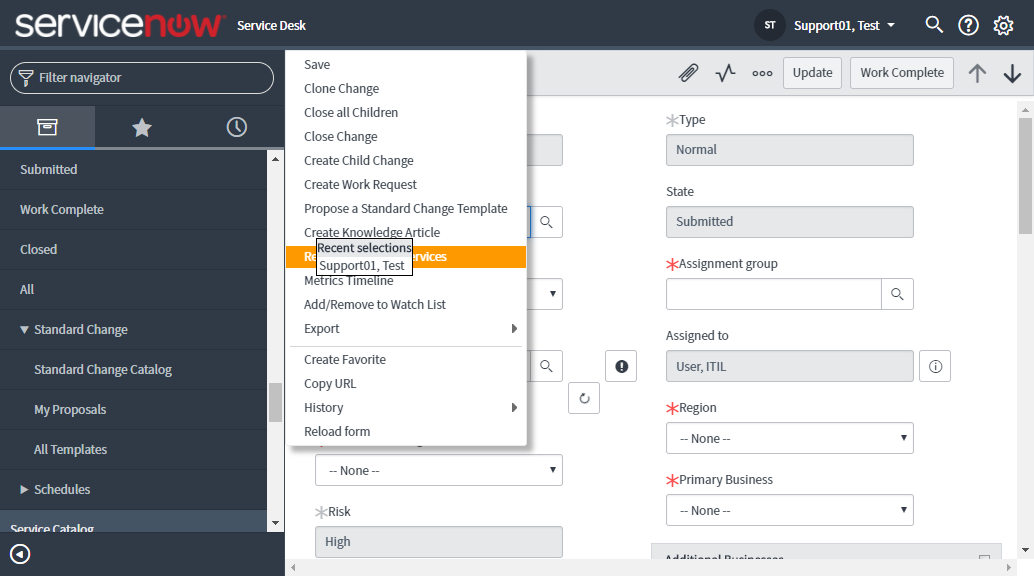 servicenow Service Desk
ST Support01, Test
Filter navigator
Submitted
Work Complete
Closed
All
Standard Change
Standard Change Catalog
My Proposals
All Templates
Schedules
Service Catalog
Save
Clone Change
Close all Children
Close Change
Create Child Change
Create Work Request
Propose a Standard Change Template
Create Knowledge Article
Recent selections
Support01, Test
Metrics Timeline
Add/Remove to Watch List
Export
Create Favorite
Copy URL
History
Reload form
Update
Work Complete
-- None --
Risk
High
Type
Normal
State
Submitted
Assignment group
Assigned to
User, ITIL
Region
-- None --
Primary Business
-- None --
Additional Businesses